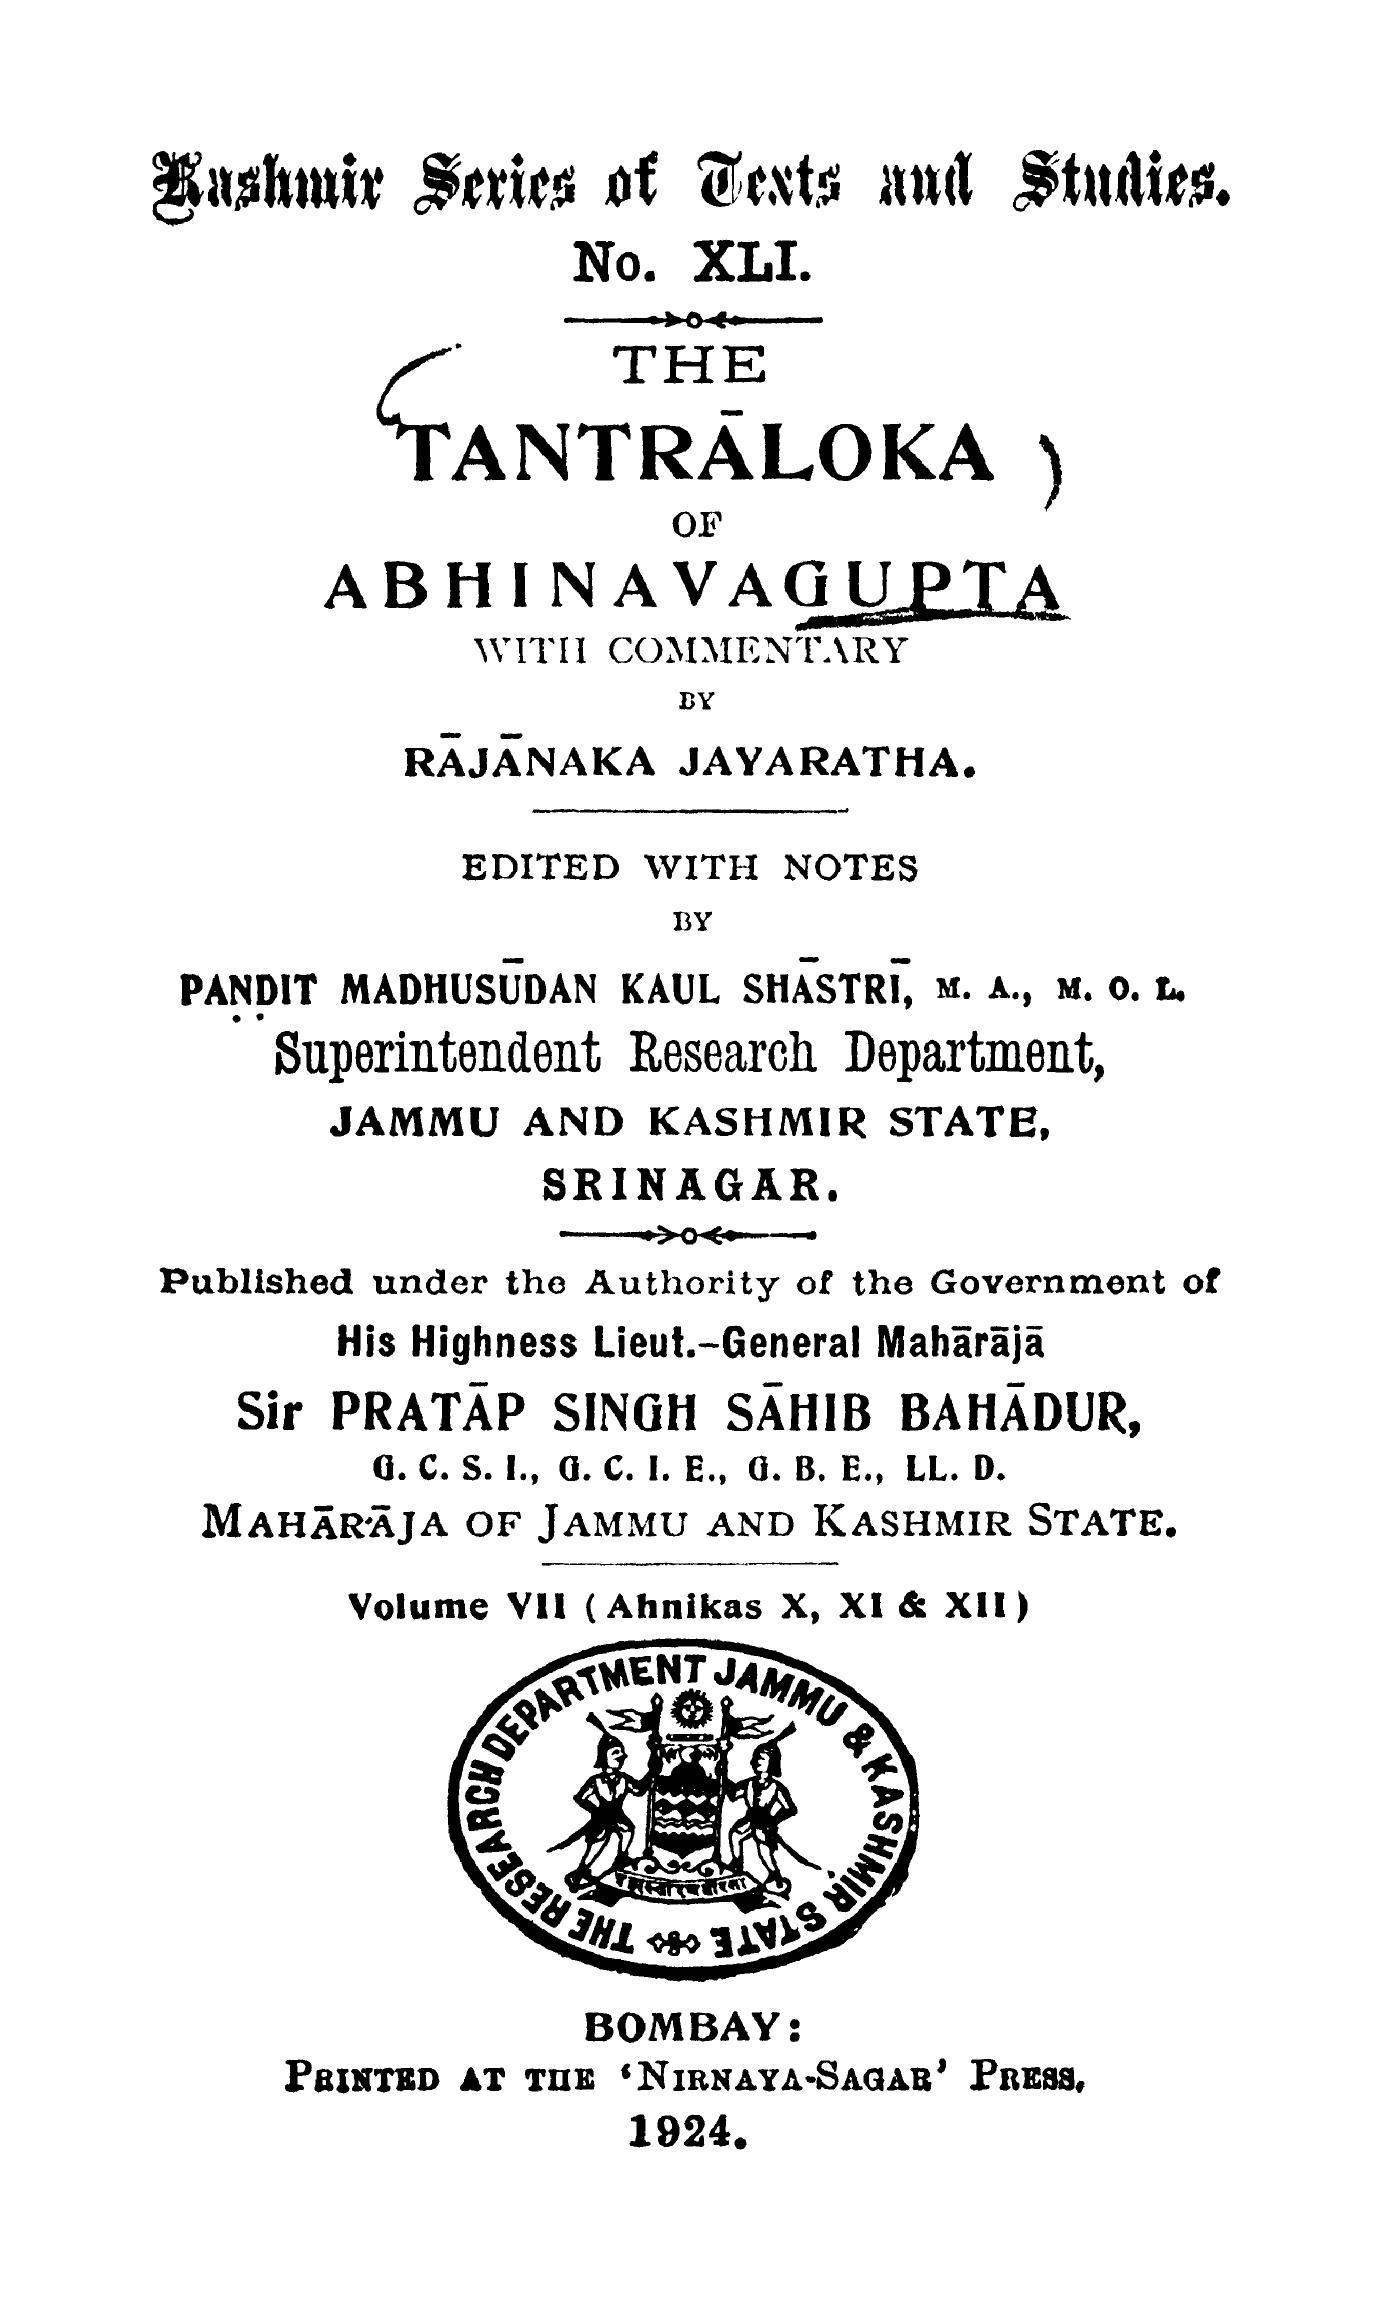 Kashmir Series of Texts and Studies.
No. XLI.
THE
TANTRĀLOKA
OF
ABHINAVAGUPTA
WITH COMMENTARY
BY
RĀJĀNAKA JAYARATHA.
EDITED WITH NOTES
BY
PAṆḌIT MADHUSŪDAN KAUL SHĀSTRĪ, M. A., M. O. L.
Superintendent Research Department,
JAMMU AND KASHMIR STATE,
SRINAGAR.
Published under the Authority of the Government of
His Highness Lieut.-General Mahārājā
Sir PRATĀP SINGH SĀHIB BAHĀDUR,
G. C. S. I., G. C. I. E., G. B. E., LL. D.
MAHĀRĀJA OF JAMMU AND KASHMIR STATE.
Volume VII (Ahnikas X, XI & XII)
THE RESEARCH DEPARTMENT JAMMU & KASHMIR STATE
BOMBAY:
PRINTED AT THE ‘NIRNAYA-SAGAR’ PRESS,
1924.